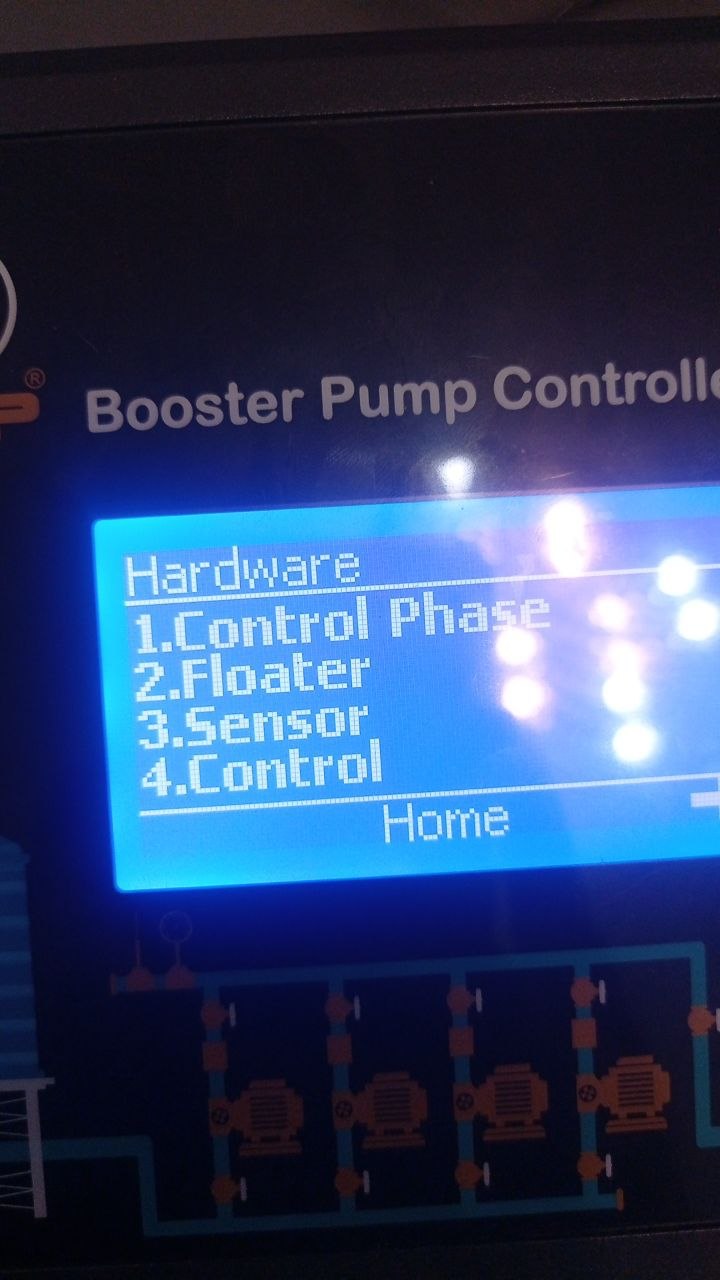 ®
Booster Pump Controlle
Hardware
1.Control Phase
2.Floater
3.Sensor
4.Control
Home